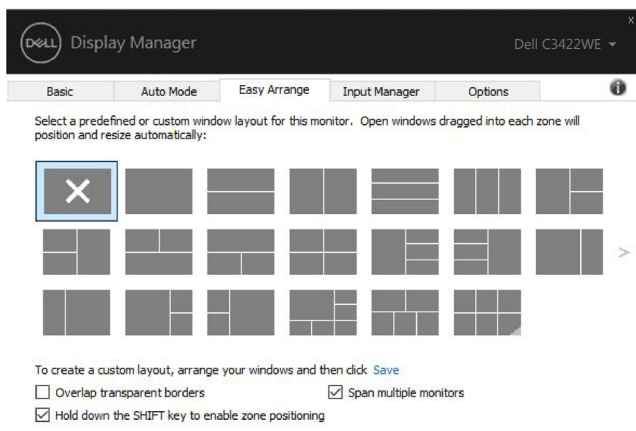 x
DELL Display Manager Dell C3422WE
Basic Auto Mode Easy Arrange Input Manager Options
Select a predefined or custom window layout for this monitor. Open windows dragged into each zone will
position and resize automatically:
To create a custom layout, arrange your windows and then click Save
Overlap transparent borders Span multiple monitors
Hold down the SHIFT key to enable zone positioning